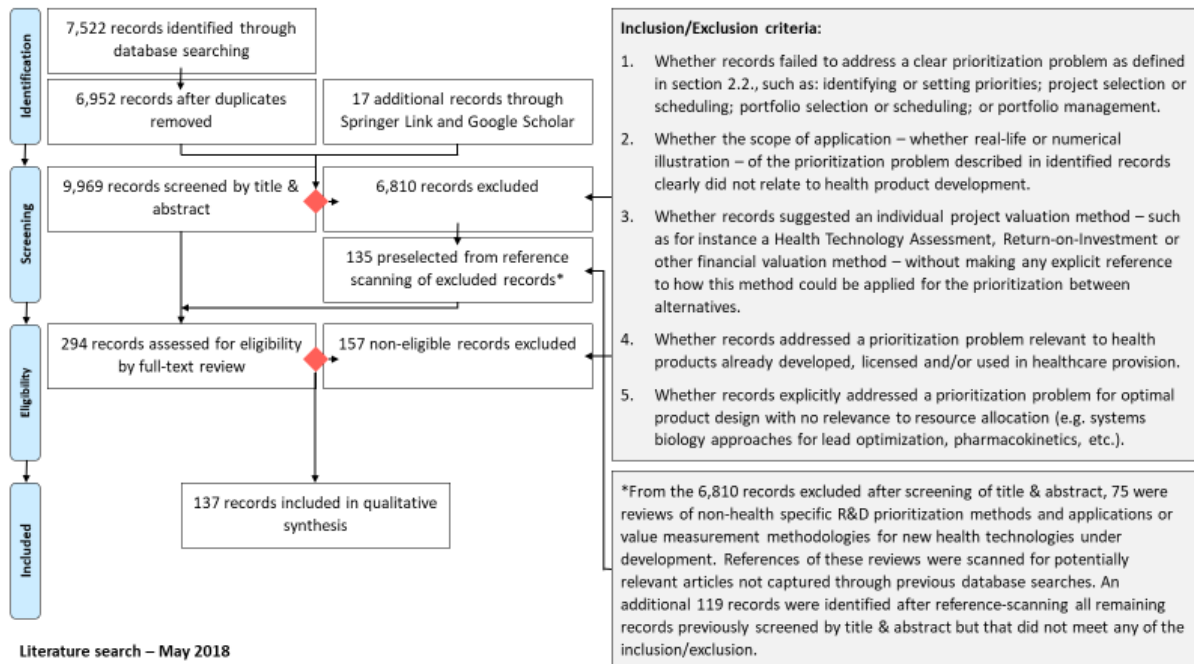 Identification
7,522 records identified through
database searching
6,952 records after duplicates
removed
17 additional records through
Springer Link and Google Scholar
Screening
9,969 records screened by title &
abstract
6,810 records excluded
135 preselected from reference
scanning of excluded records*
Eligibility
294 records assessed for eligibility
by full-text review
157 non-eligible records excluded
Included
137 records included in qualitative
synthesis
Literature search – May 2018
Inclusion/Exclusion criteria:
1. Whether records failed to address a clear prioritization problem as defined
in section 2.2., such as: identifying or setting priorities; project selection or
scheduling; portfolio selection or scheduling; or portfolio management.
2. Whether the scope of application – whether real-life or numerical
illustration – of the prioritization problem described in identified records
clearly did not relate to health product development.
3. Whether records suggested an individual project valuation method – such
as for instance a Health Technology Assessment, Return-on-Investment or
other financial valuation method – without making any explicit reference
to how this method could be applied for the prioritization between
alternatives.
4. Whether records addressed a prioritization problem relevant to health
products already developed, licensed and/or used in healthcare provision.
5. Whether records explicitly addressed a prioritization problem for optimal
product design with no relevance to resource allocation (e.g. systems
biology approaches for lead optimization, pharmacokinetics, etc.).
*From the 6,810 records excluded after screening of title & abstract, 75 were
reviews of non-health specific R&D prioritization methods and applications or
value measurement methodologies for new health technologies under
development. References of these reviews were scanned for potentially
relevant articles not captured through previous database searches. An
additional 119 records were identified after reference-scanning all remaining
records previously screened by title & abstract but that did not meet any of the
inclusion/exclusion.